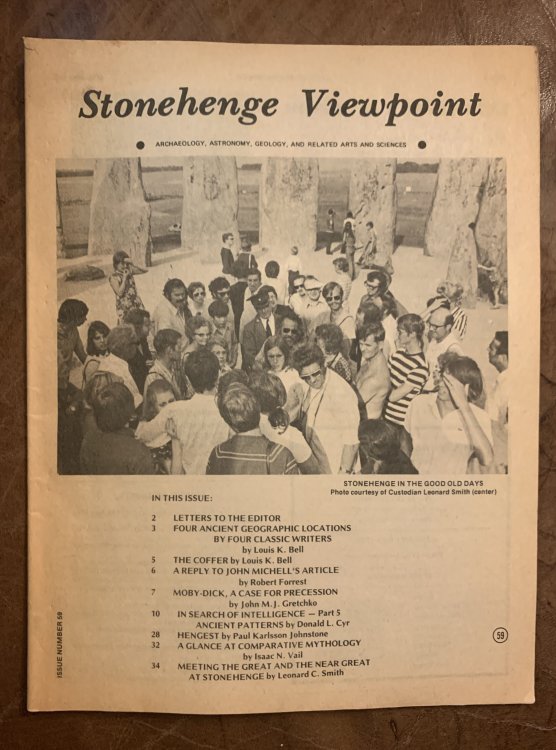 Stonehenge Viewpoint
● ARCHAEOLOGY, ASTRONOMY, GEOLOGY, AND RELATED ARTS AND SCIENCES ●
STONEHENGE IN THE GOOD OLD DAYS
Photo courtesy of Custodian Leonard Smith (center)
IN THIS ISSUE:
2 LETTERS TO THE EDITOR
3 FOUR ANCIENT GEOGRAPHIC LOCATIONS
BY FOUR CLASSIC WRITERS
by Louis K. Bell
5 THE COFFER by Louis K. Bell
6 A REPLY TO JOHN MICHELL'S ARTICLE
by Robert Forrest
7 MOBY-DICK, A CASE FOR PRECESSION
by John M.J. Gretchko
10 IN SEARCH OF INTELLIGENCE — Part 5
ANCIENT PATTERNS by Donald L. Cyr
28 HENGEST by Paul Karlsson Johnstone
32 A GLANCE AT COMPARATIVE MYTHOLOGY
by Isaac N. Vail
34 MEETING THE GREAT AND THE NEAR GREAT
AT STONEHENGE by Leonard C. Smith
59
ISSUE NUMBER 59